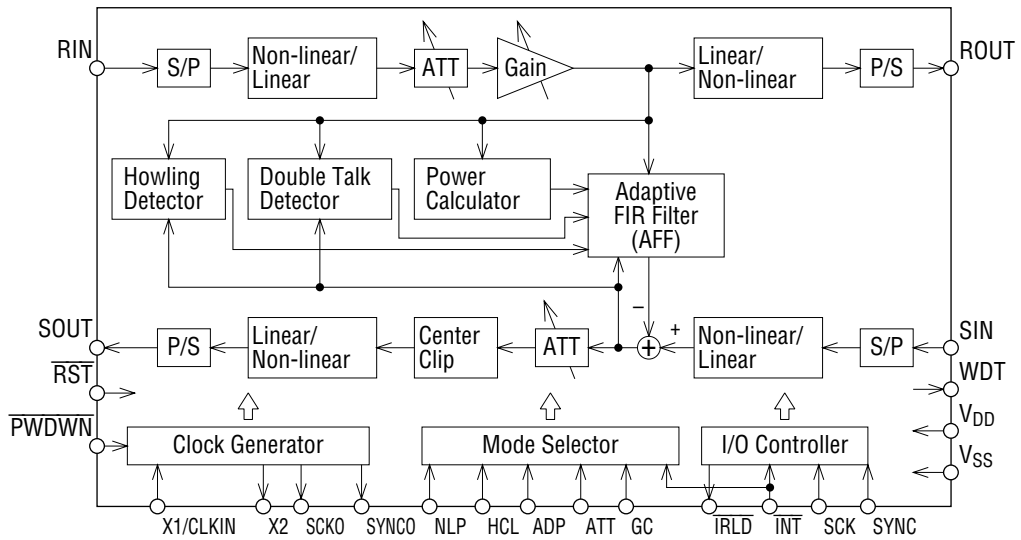 RIN
S/P
Non-linear/
Linear
ATT
Gain
Linear/
Non-linear
P/S
ROUT
Howling
Detector
Double Talk
Detector
Power
Calculator
Adaptive
FIR Filter
(AFF)
SOUT
P/S
Linear/
Non-linear
Center
Clip
ATT
−
+
+
Non-linear/
Linear
S/P
SIN
RST
WDT
PWDWN
VDD
VSS
Clock Generator
Mode Selector
I/O Controller
X1/CLKIN
X2
SCKO
SYNCO
NLP
HCL
ADP
ATT
GC
IRLD
INT
SCK
SYNC